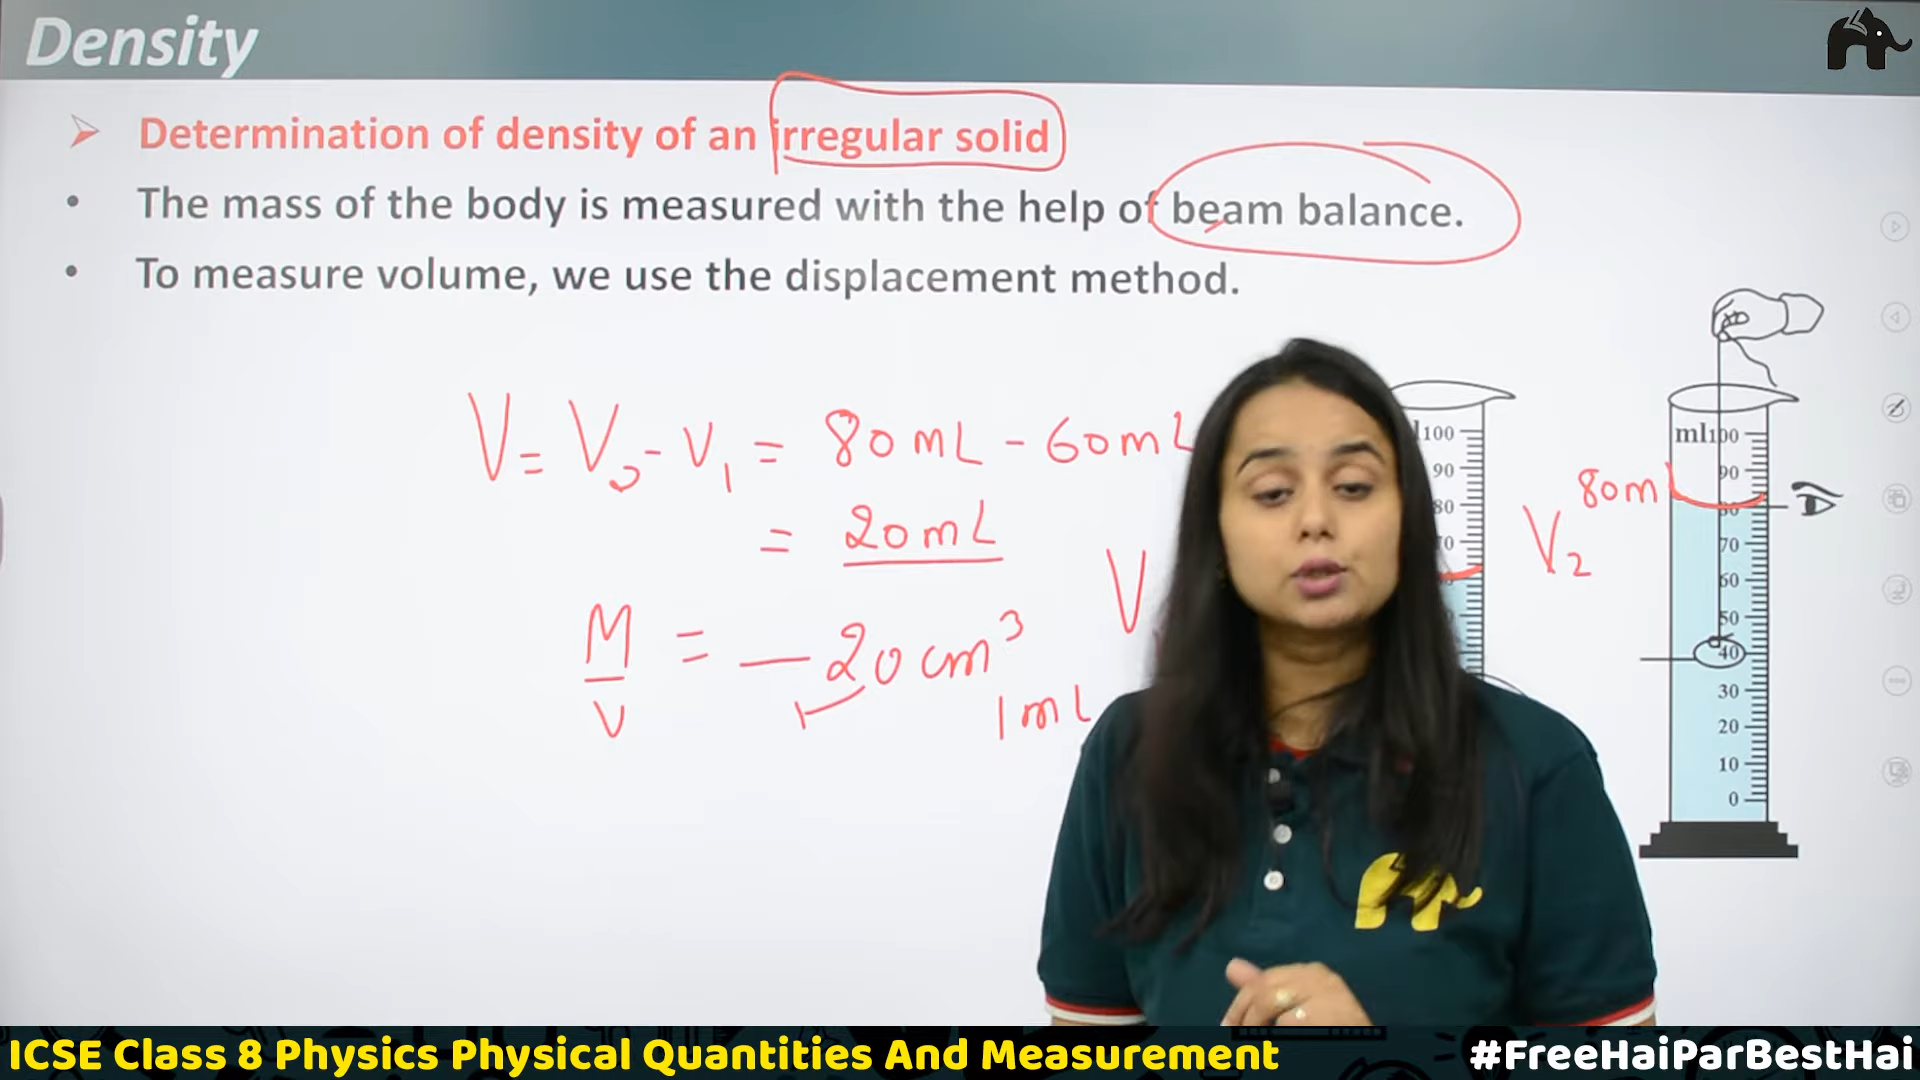 Density
➢ Determination of density of an irregular solid
• The mass of the body is measured with the help of beam balance.
• To measure volume, we use the displacement method.
V = V2 - V1 = 80 mL - 60 mL
= 20 mL
M/V = — 20 cm³
1 mL
V
100
90
80
70
V2
80 m
ml100
90
80
70
60
50
40
30
20
10
0
ICSE Class 8 Physics Physical Quantities And Measurement
#FreeHaiParBestHai